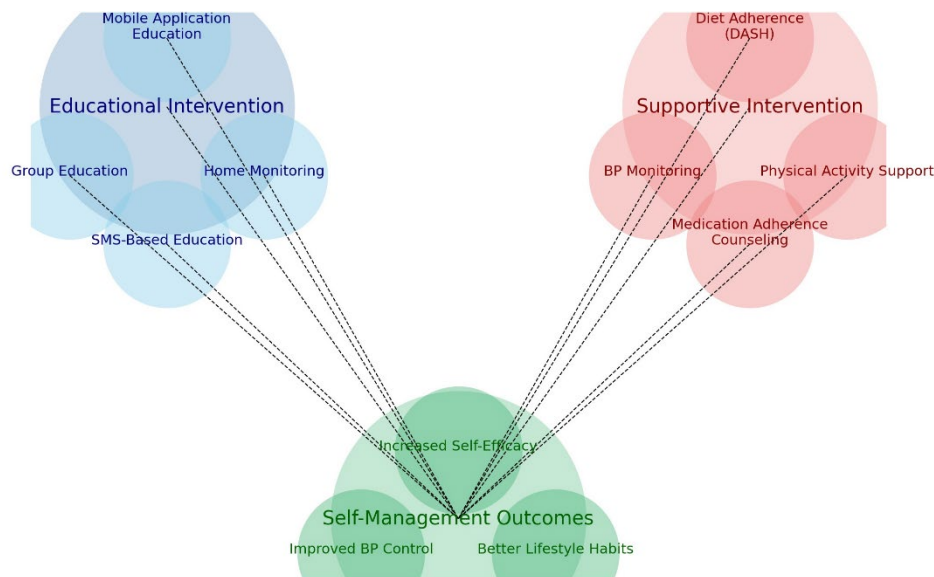 Mobile Application
Education
Educational Intervention
Group Education
Home Monitoring
SMS-Based Education
Diet Adherence
(DASH)
Supportive Intervention
BP Monitoring
Physical Activity Support
Medication Adherence
Counseling
Increased Self-Efficacy
Self-Management Outcomes
Improved BP Control
Better Lifestyle Habits